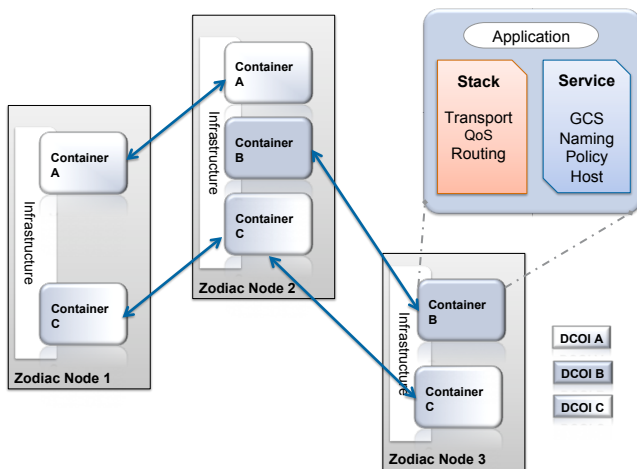 Application
Stack
Transport
QoS
Routing
Service
GCS
Naming
Policy
Host
Infrastructure
Container
A
Container
C
Zodiac Node 1
Infrastructure
Container
A
Container
B
Container
C
Zodiac Node 2
Infrastructure
Container
B
Container
C
Zodiac Node 3
DCOI A
DCOI B
DCOI C